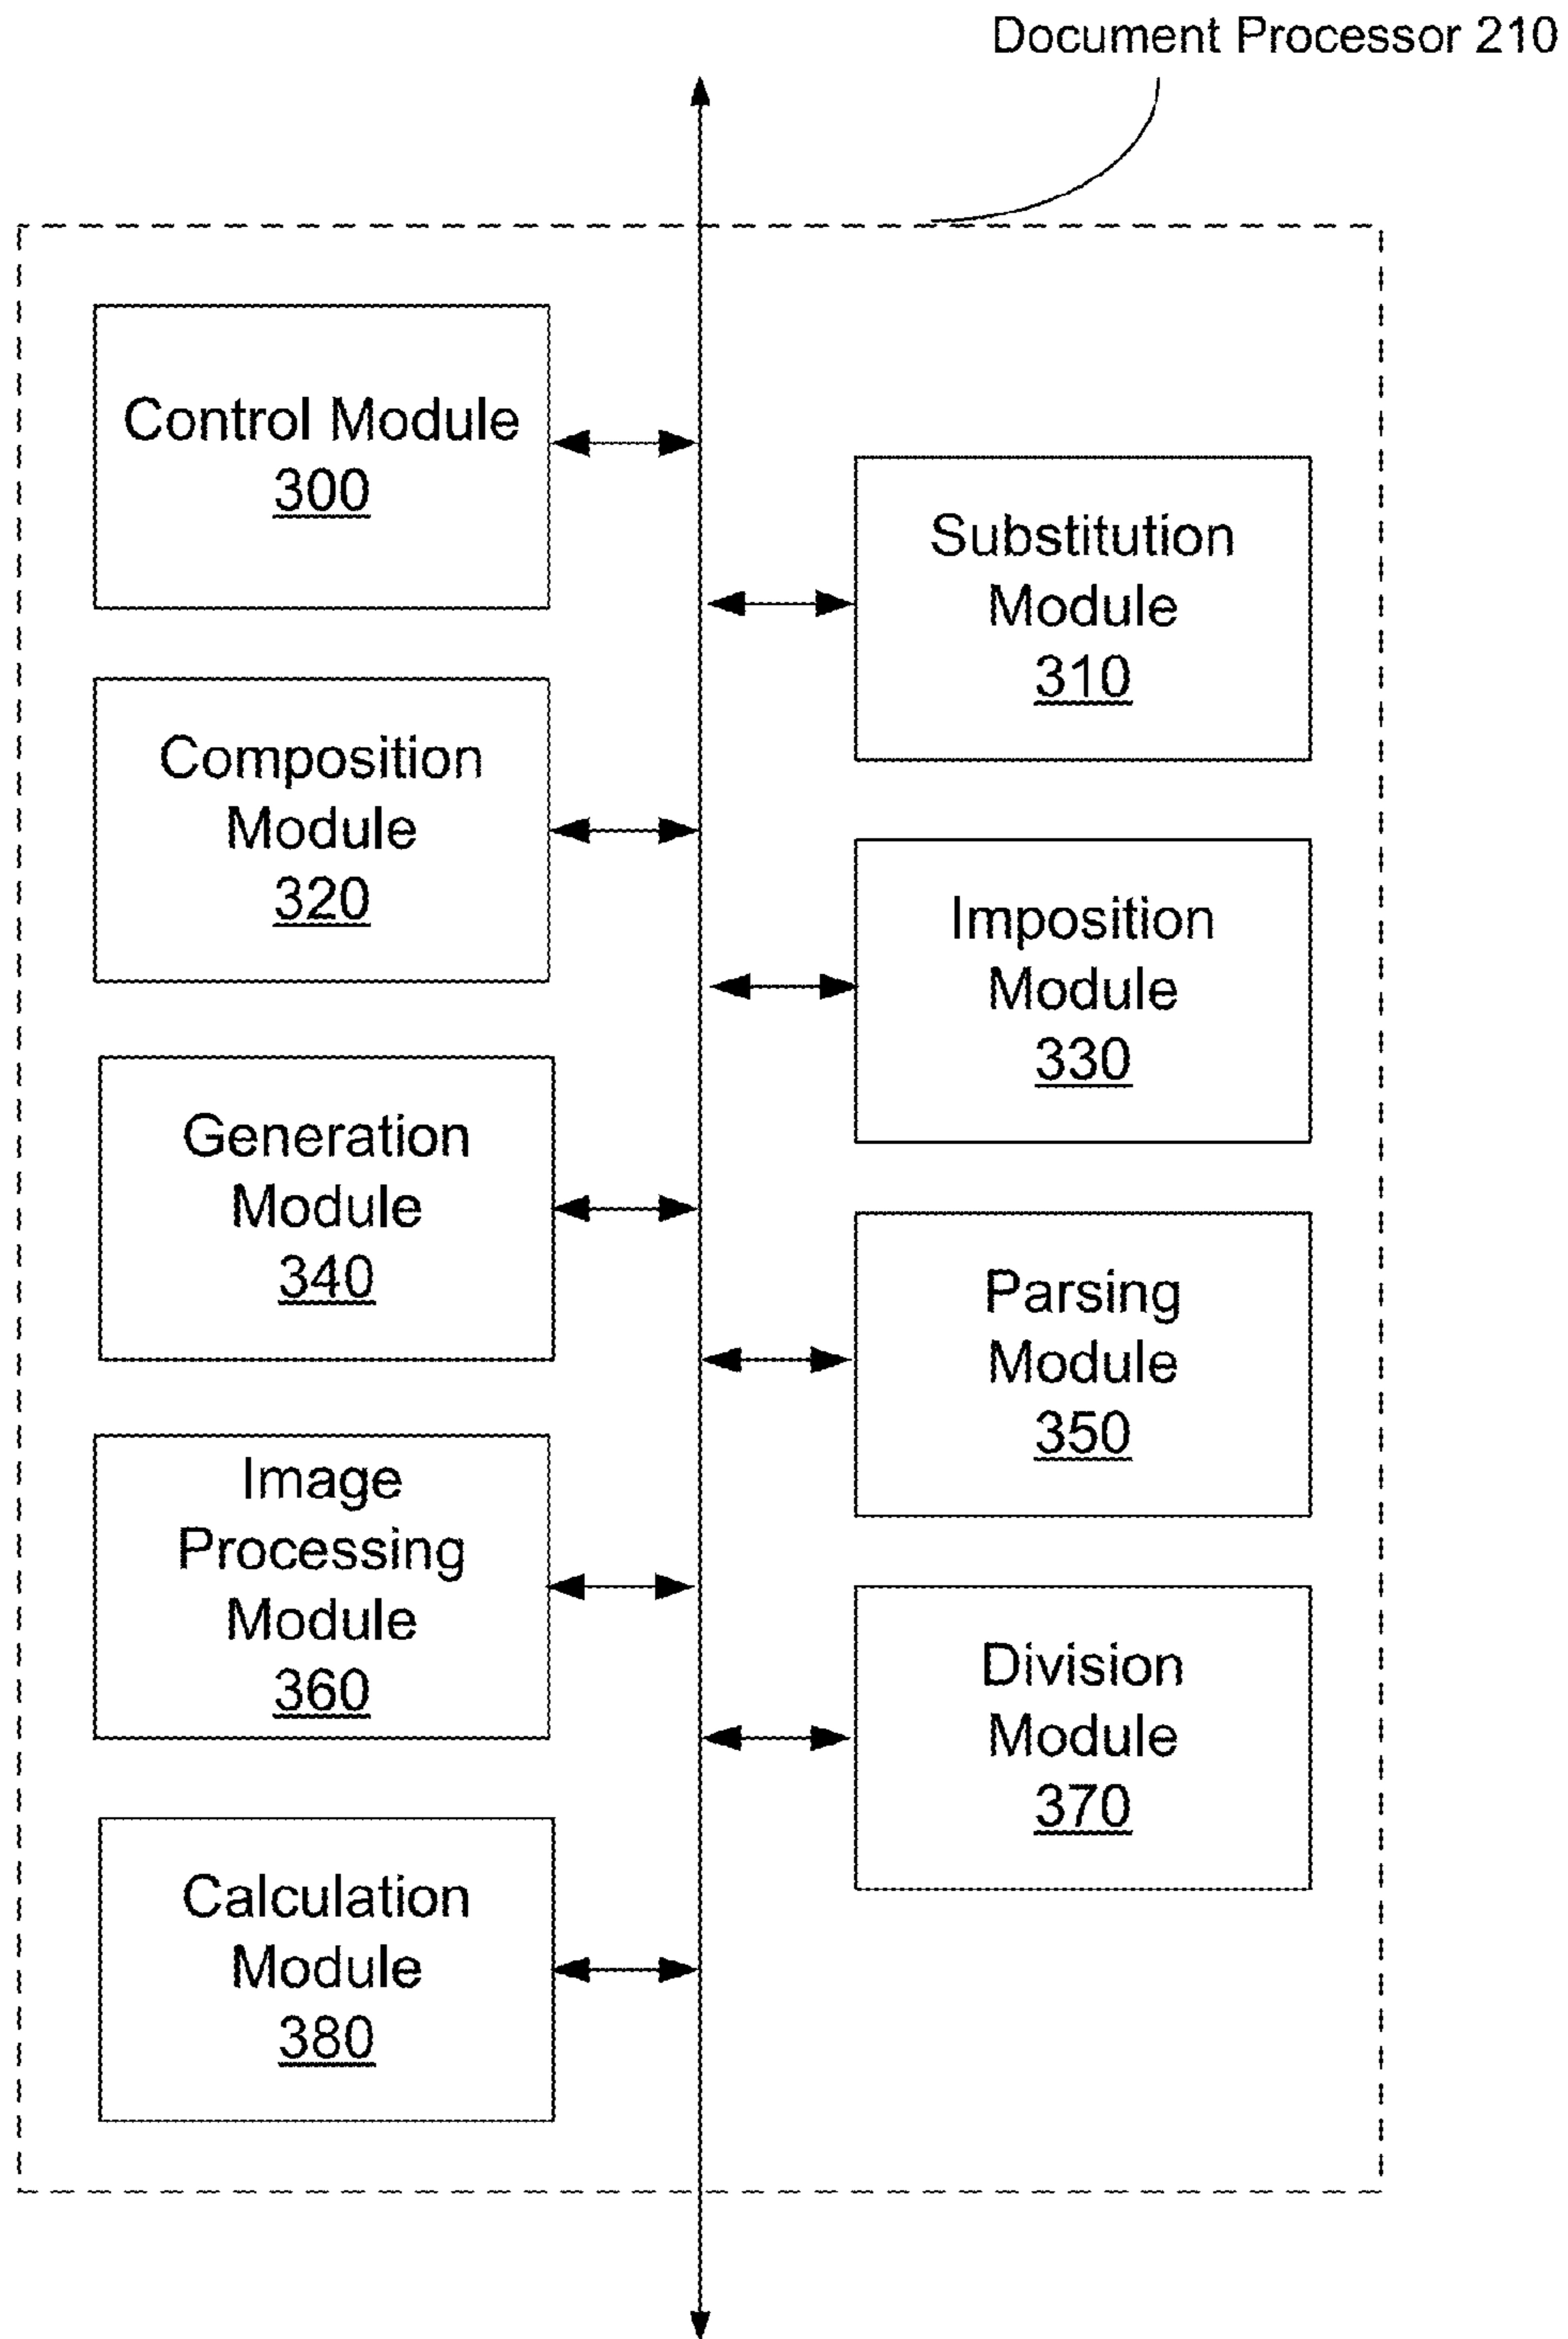 Document Processor 210
Control Module
300
Substitution
Module
310
Composition
Module
320
Imposition
Module
330
Generation
Module
340
Parsing
Module
350
Image
Processing
Module
360
Division
Module
370
Calculation
Module
380